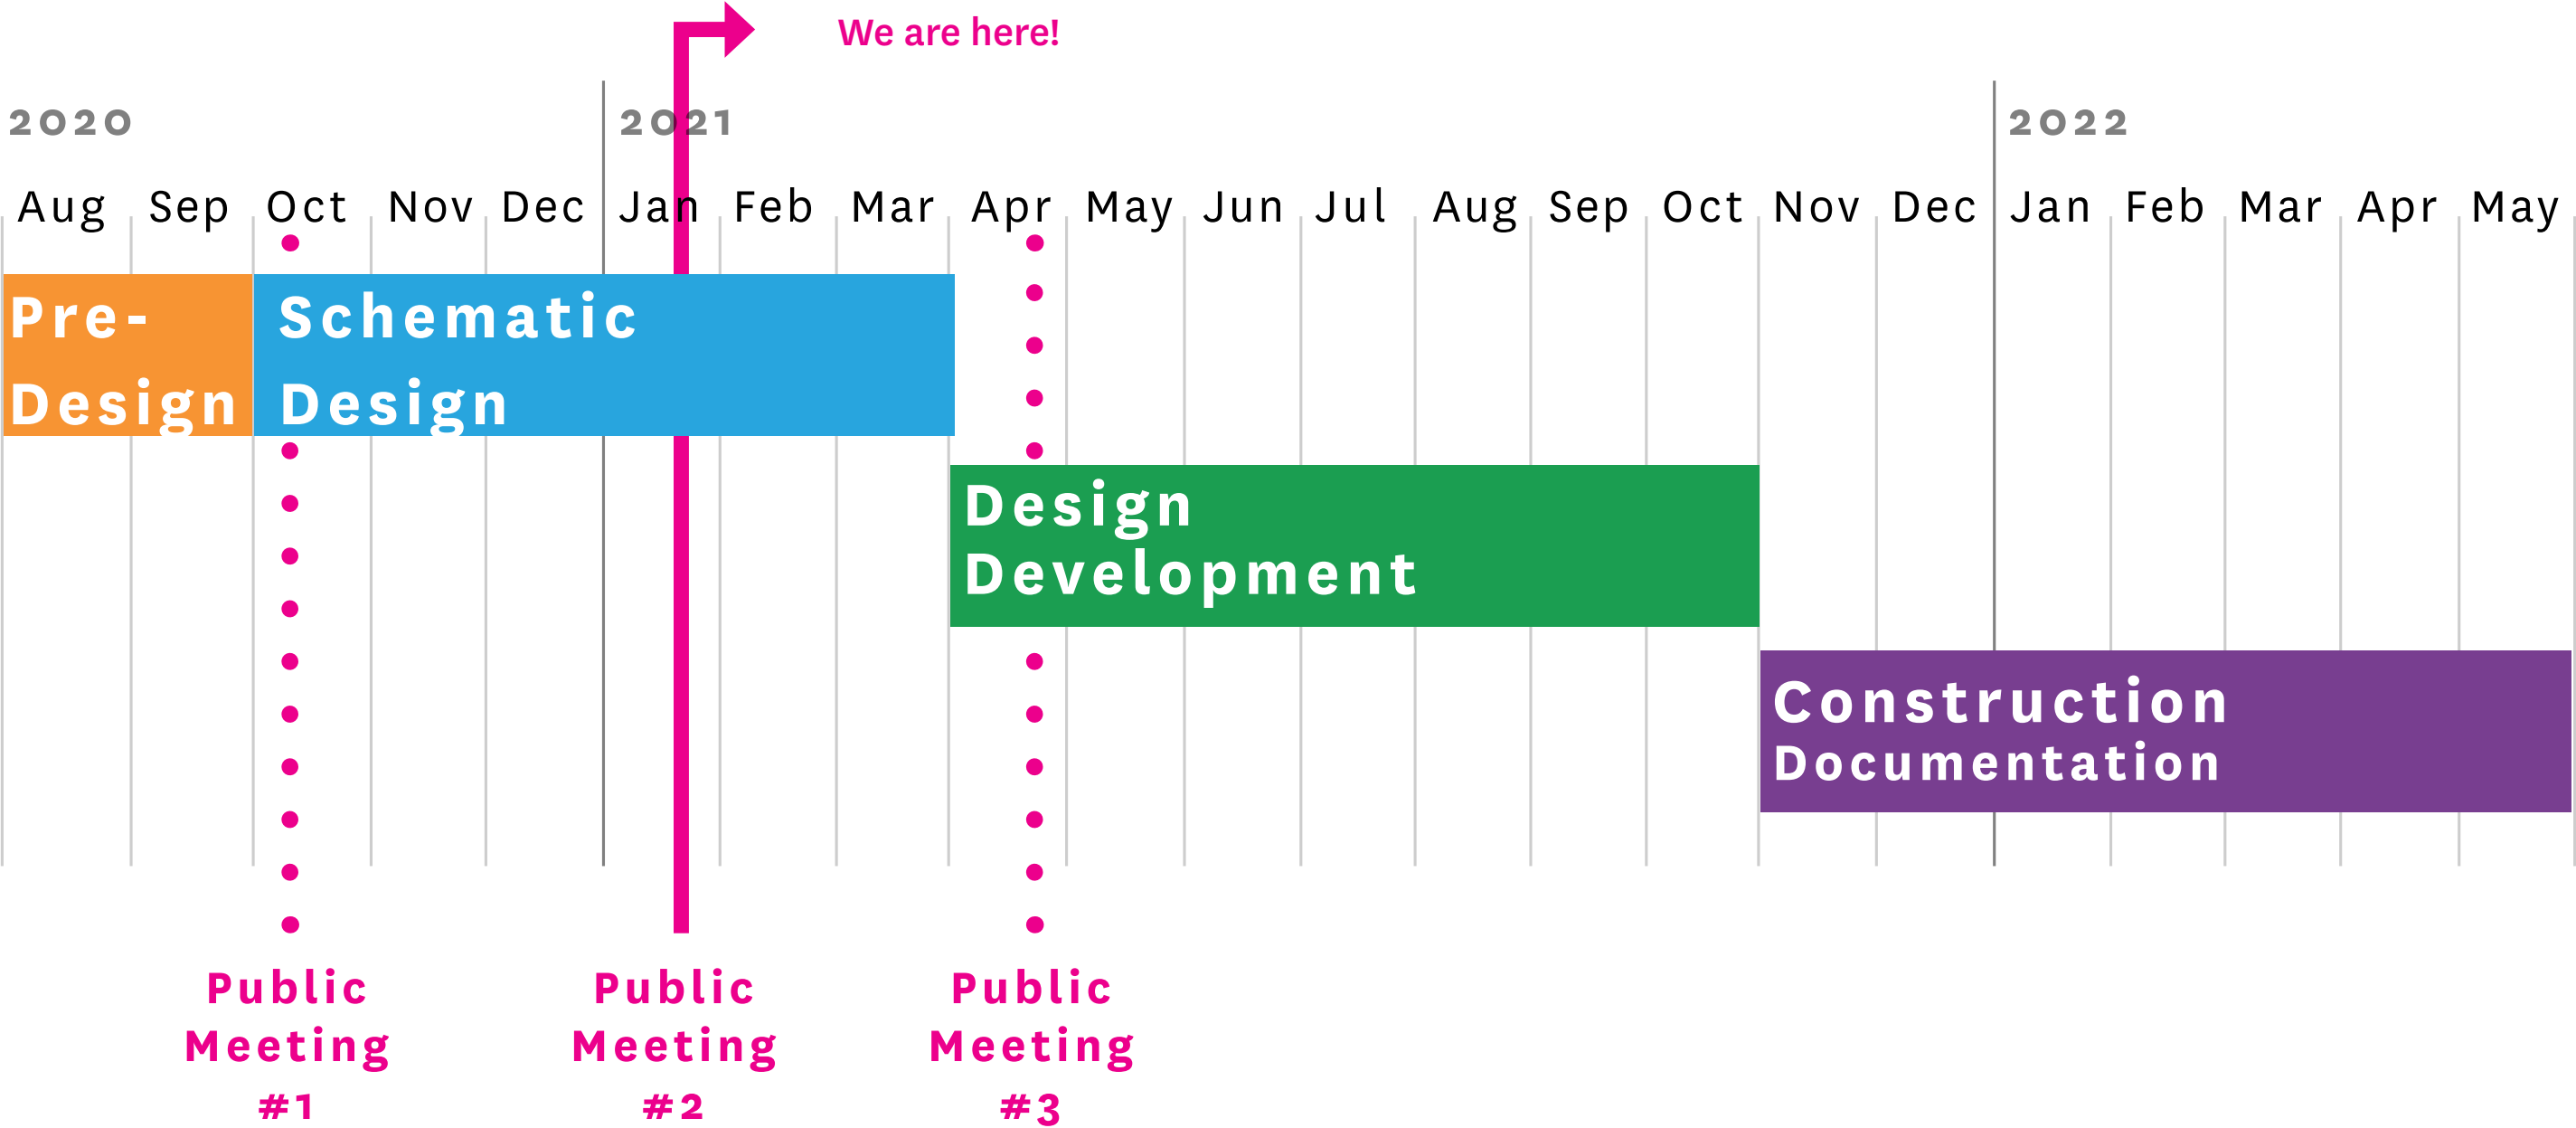 We are here!
2020 2021 2022
Aug Sep Oct Nov Dec Jan Feb Mar Apr May Jun Jul Aug Sep Oct Nov Dec Jan Feb Mar Apr May
Pre-
Design
Schematic
Design
Design
Development
Construction
Documentation
Public
Meeting
#1
Public
Meeting
#2
Public
Meeting
#3